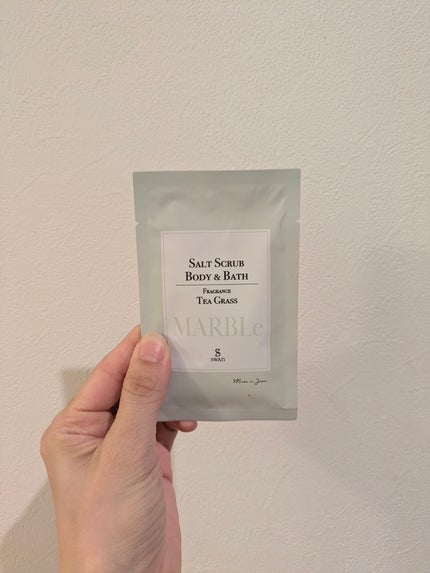 SALT SCRUB
BODY & BATH
FRAGRANCE
TEA GRASS
MARBLe
SWATi
Made in Japan